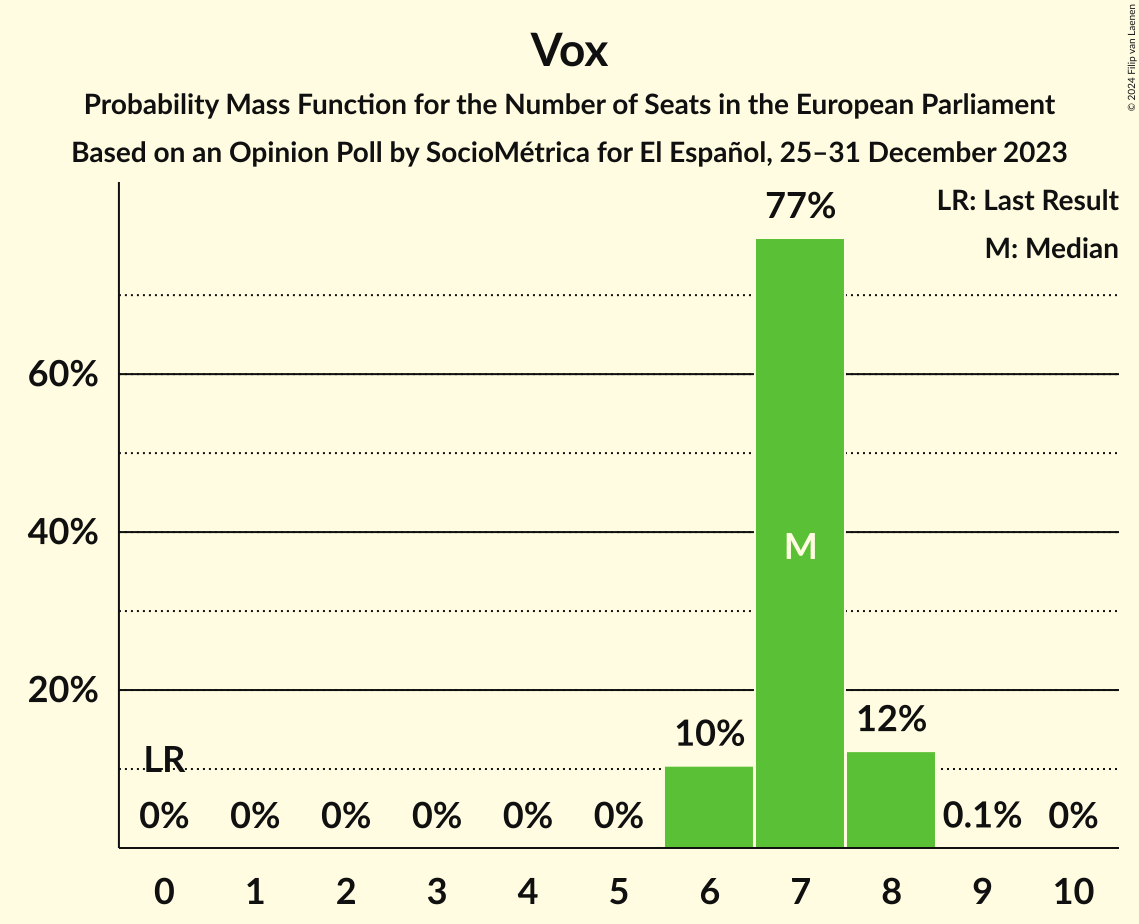 Vox
Probability Mass Function for the Number of Seats in the European Parliament
Based on an Opinion Poll by SocioMétrica for El Español, 25–31 December 2023
© 2024 Filip van Laenen
LR: Last Result
M: Median
77%
60%
40%
20%
M
LR
10%
12%
0% 0% 0% 0% 0% 0% 0.1% 0%
0 1 2 3 4 5 6 7 8 9 10